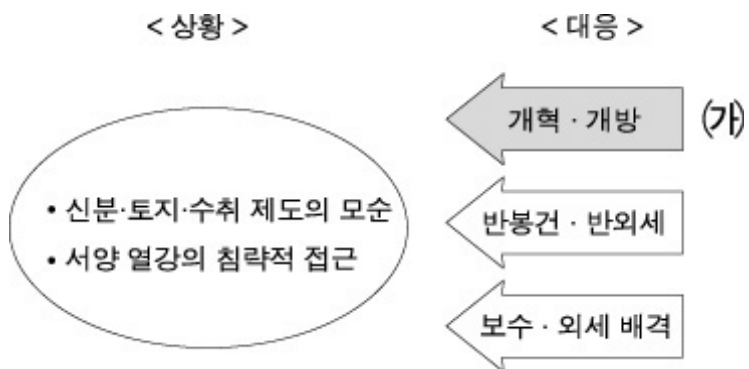 < 상황 >
< 대응 >
개혁 · 개방
(가)
• 신분·토지·수취 제도의 모순
• 서양 열강의 침략적 접근
반봉건 · 반외세
보수 · 외세 배격